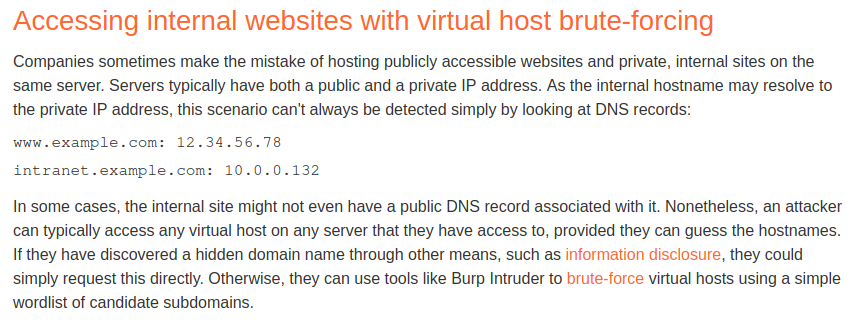 Accessing internal websites with virtual host brute-forcing
Companies sometimes make the mistake of hosting publicly accessible websites and private, internal sites on the
same server. Servers typically have both a public and a private IP address. As the internal hostname may resolve to
the private IP address, this scenario can't always be detected simply by looking at DNS records:
www.example.com: 12.34.56.78
intranet.example.com: 10.0.0.132
In some cases, the internal site might not even have a public DNS record associated with it. Nonetheless, an attacker
can typically access any virtual host on any server that they have access to, provided they can guess the hostnames.
If they have discovered a hidden domain name through other means, such as information disclosure, they could
simply request this directly. Otherwise, they can use tools like Burp Intruder to brute-force virtual hosts using a simple
wordlist of candidate subdomains.